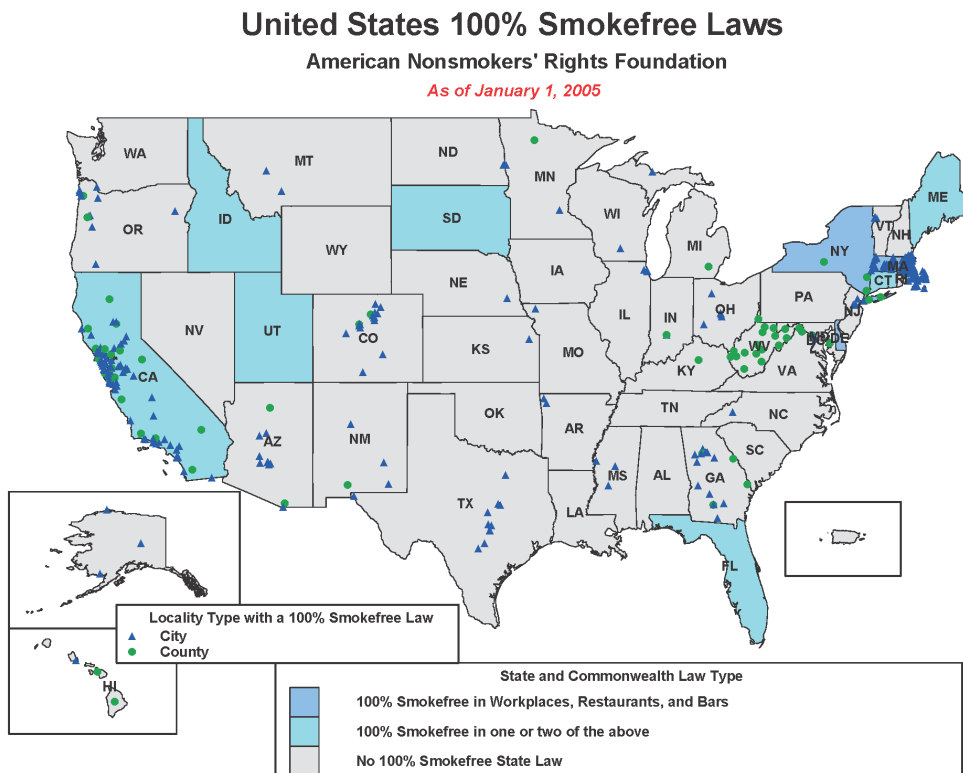 United States 100% Smokefree Laws
American Nonsmokers' Rights Foundation
As of January 1, 2005
WA
MT
ND
MN
ME
OR
ID
SD
WI
VT
NH
WY
MI
NY
MA
CT
RI
NV
UT
NE
IA
PA
NJ
CA
CO
IL
IN
OH
MD
DE
DC
KS
MO
WV
KY
VA
AZ
NM
OK
AR
TN
NC
SC
TX
MS
AL
GA
LA
FL
HI
Locality Type with a 100% Smokefree Law
City
County
State and Commonwealth Law Type
100% Smokefree in Workplaces, Restaurants, and Bars
100% Smokefree in one or two of the above
No 100% Smokefree State Law